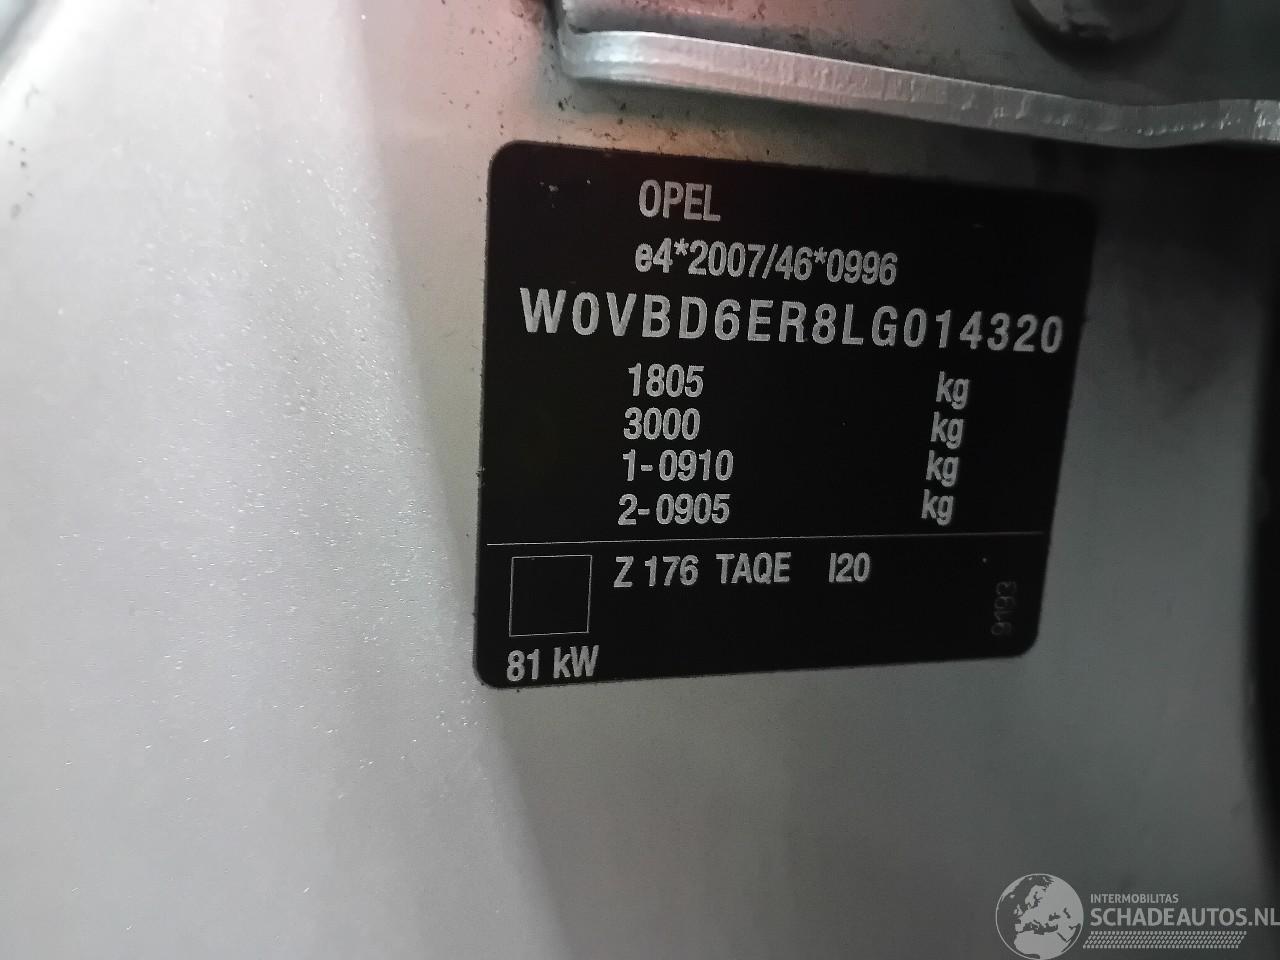 OPEL
e4*2007/46*0996
W0VBD6ER8LG014320
1805 kg
3000 kg
1-0910 kg
2-0905 kg
Z 176 TAQE I20
9193
81 kW
INTERMOBILITAS
SCHADEAUTOS.NL